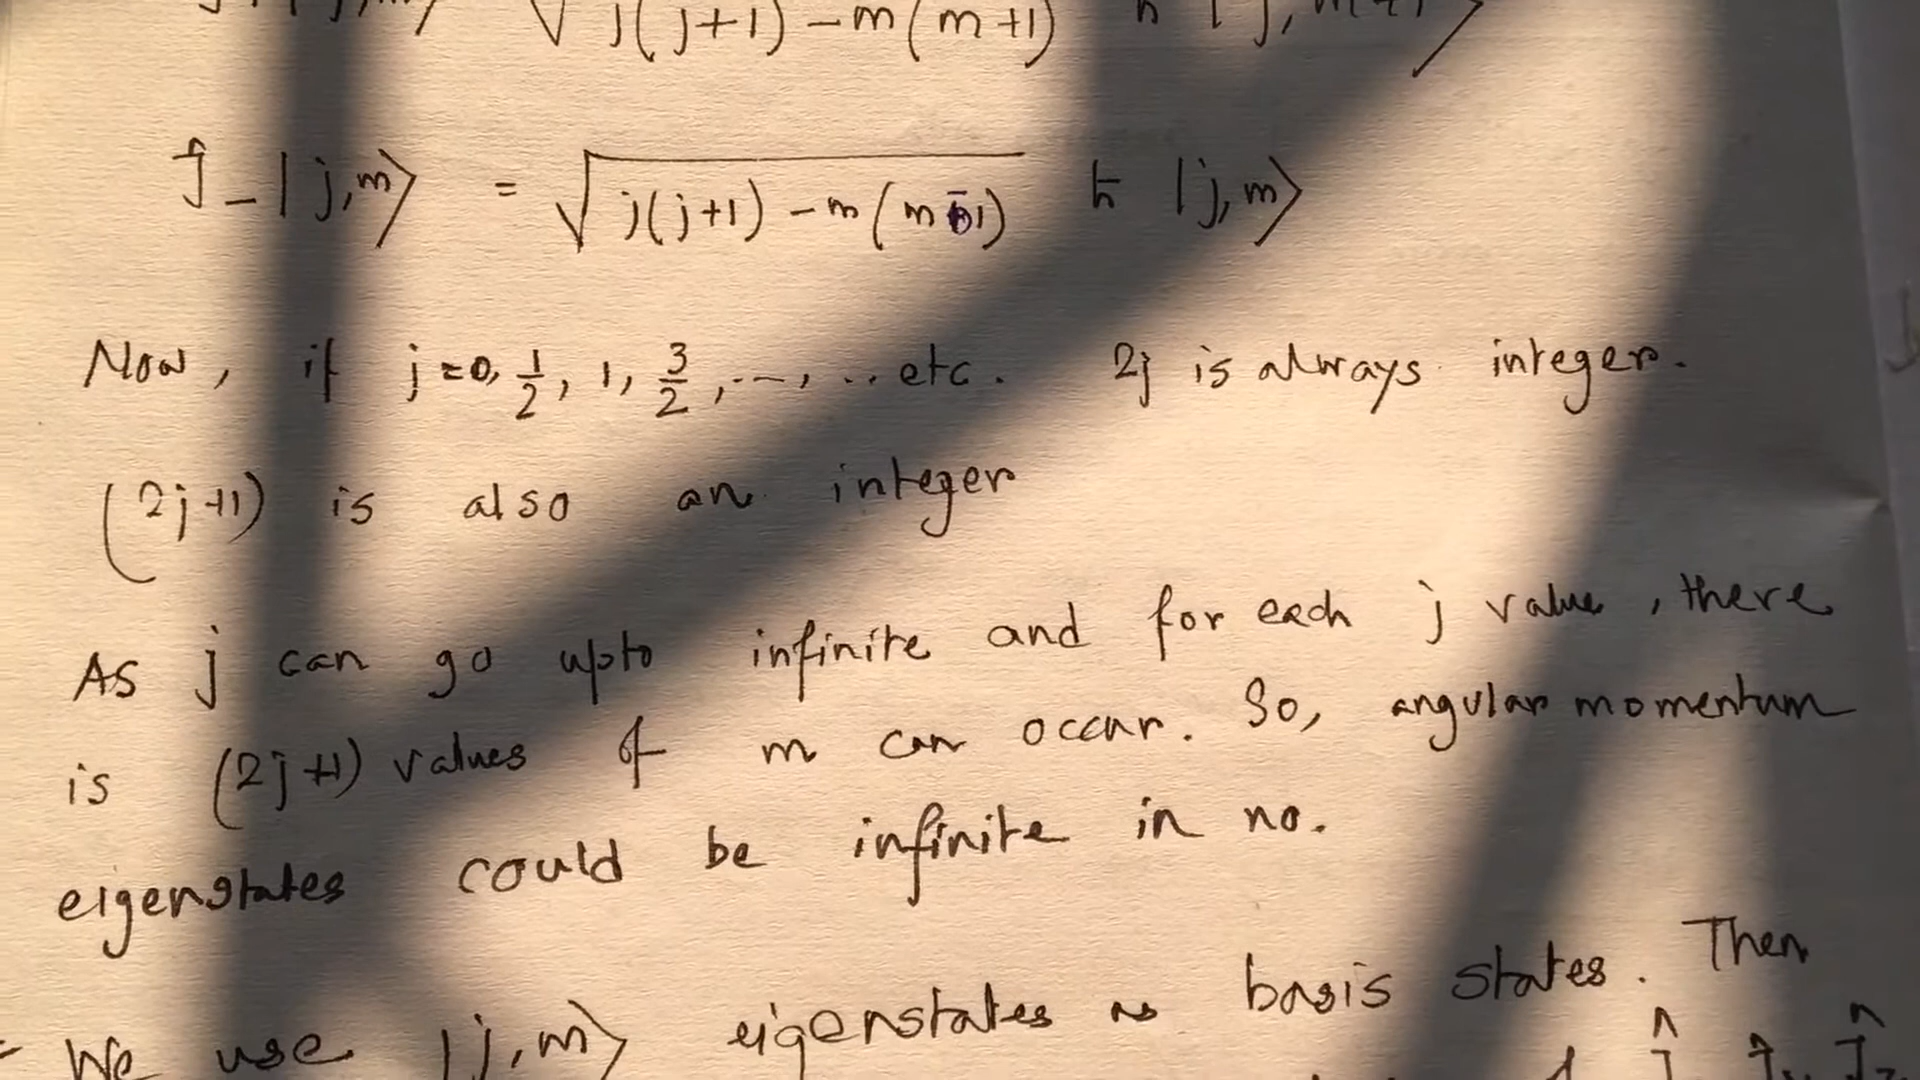 √j(j+1) - m(m+1) ħ |j, m+1⟩
Ĵ_- |j,m⟩ = √j(j+1) - m(m-1) ħ |j,m⟩
Now, if j=0, 1/2, 1, 3/2, ..., .. etc. 2j is always integer.
(2j+1) is also an integer
As j can go upto infinite and for each j value, there
is (2j+1) values of m can occur. So, angular momentum
eigenstates could be infinite in no.
We use |j,m⟩ eigenstates as basis states. Then